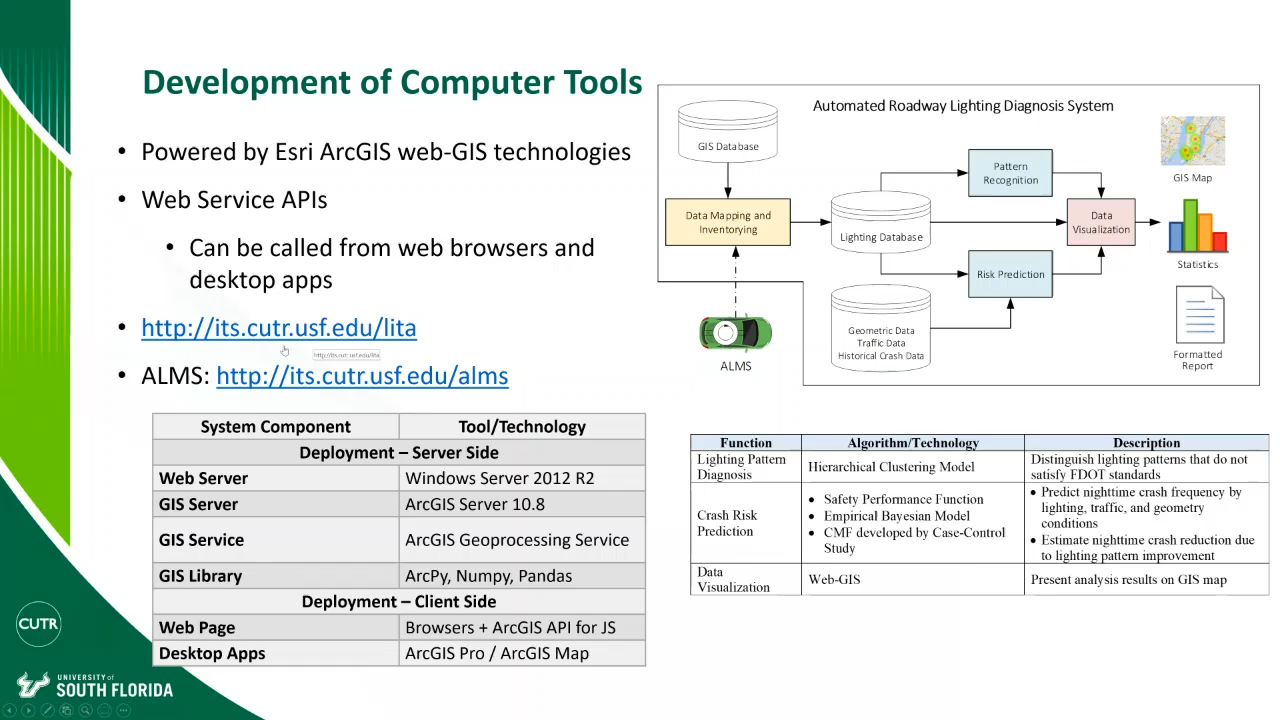 Development of Computer Tools
• Powered by Esri ArcGIS web-GIS technologies
• Web Service APIs
• Can be called from web browsers and
desktop apps
• http://its.cutr.usf.edu/lita
http://its.cutr.usf.edu/lita
• ALMS: http://its.cutr.usf.edu/alms
System Component Tool/Technology
Deployment – Server Side
Web Server Windows Server 2012 R2
GIS Server ArcGIS Server 10.8
GIS Service ArcGIS Geoprocessing Service
GIS Library ArcPy, Numpy, Pandas
Deployment – Client Side
Web Page Browsers + ArcGIS API for JS
Desktop Apps ArcGIS Pro / ArcGIS Map
Automated Roadway Lighting Diagnosis System
GIS Database
Data Mapping and
Inventorying
ALMS
Lighting Database
Geometric Data
Traffic Data
Historical Crash Data
Pattern
Recognition
Risk Prediction
Data
Visualization
GIS Map
Statistics
Formatted
Report
Function Algorithm/Technology Description
Lighting Pattern
Diagnosis
Hierarchical Clustering Model
Distinguish lighting patterns that do not
satisfy FDOT standards
Crash Risk
Prediction
• Safety Performance Function
• Empirical Bayesian Model
• CMF developed by Case-Control
Study
• Predict nighttime crash frequency by
lighting, traffic, and geometry
conditions
• Estimate nighttime crash reduction due
to lighting pattern improvement
Data
Visualization
Web-GIS
Present analysis results on GIS map
CUTR
UNIVERSITY of
SOUTH FLORIDA